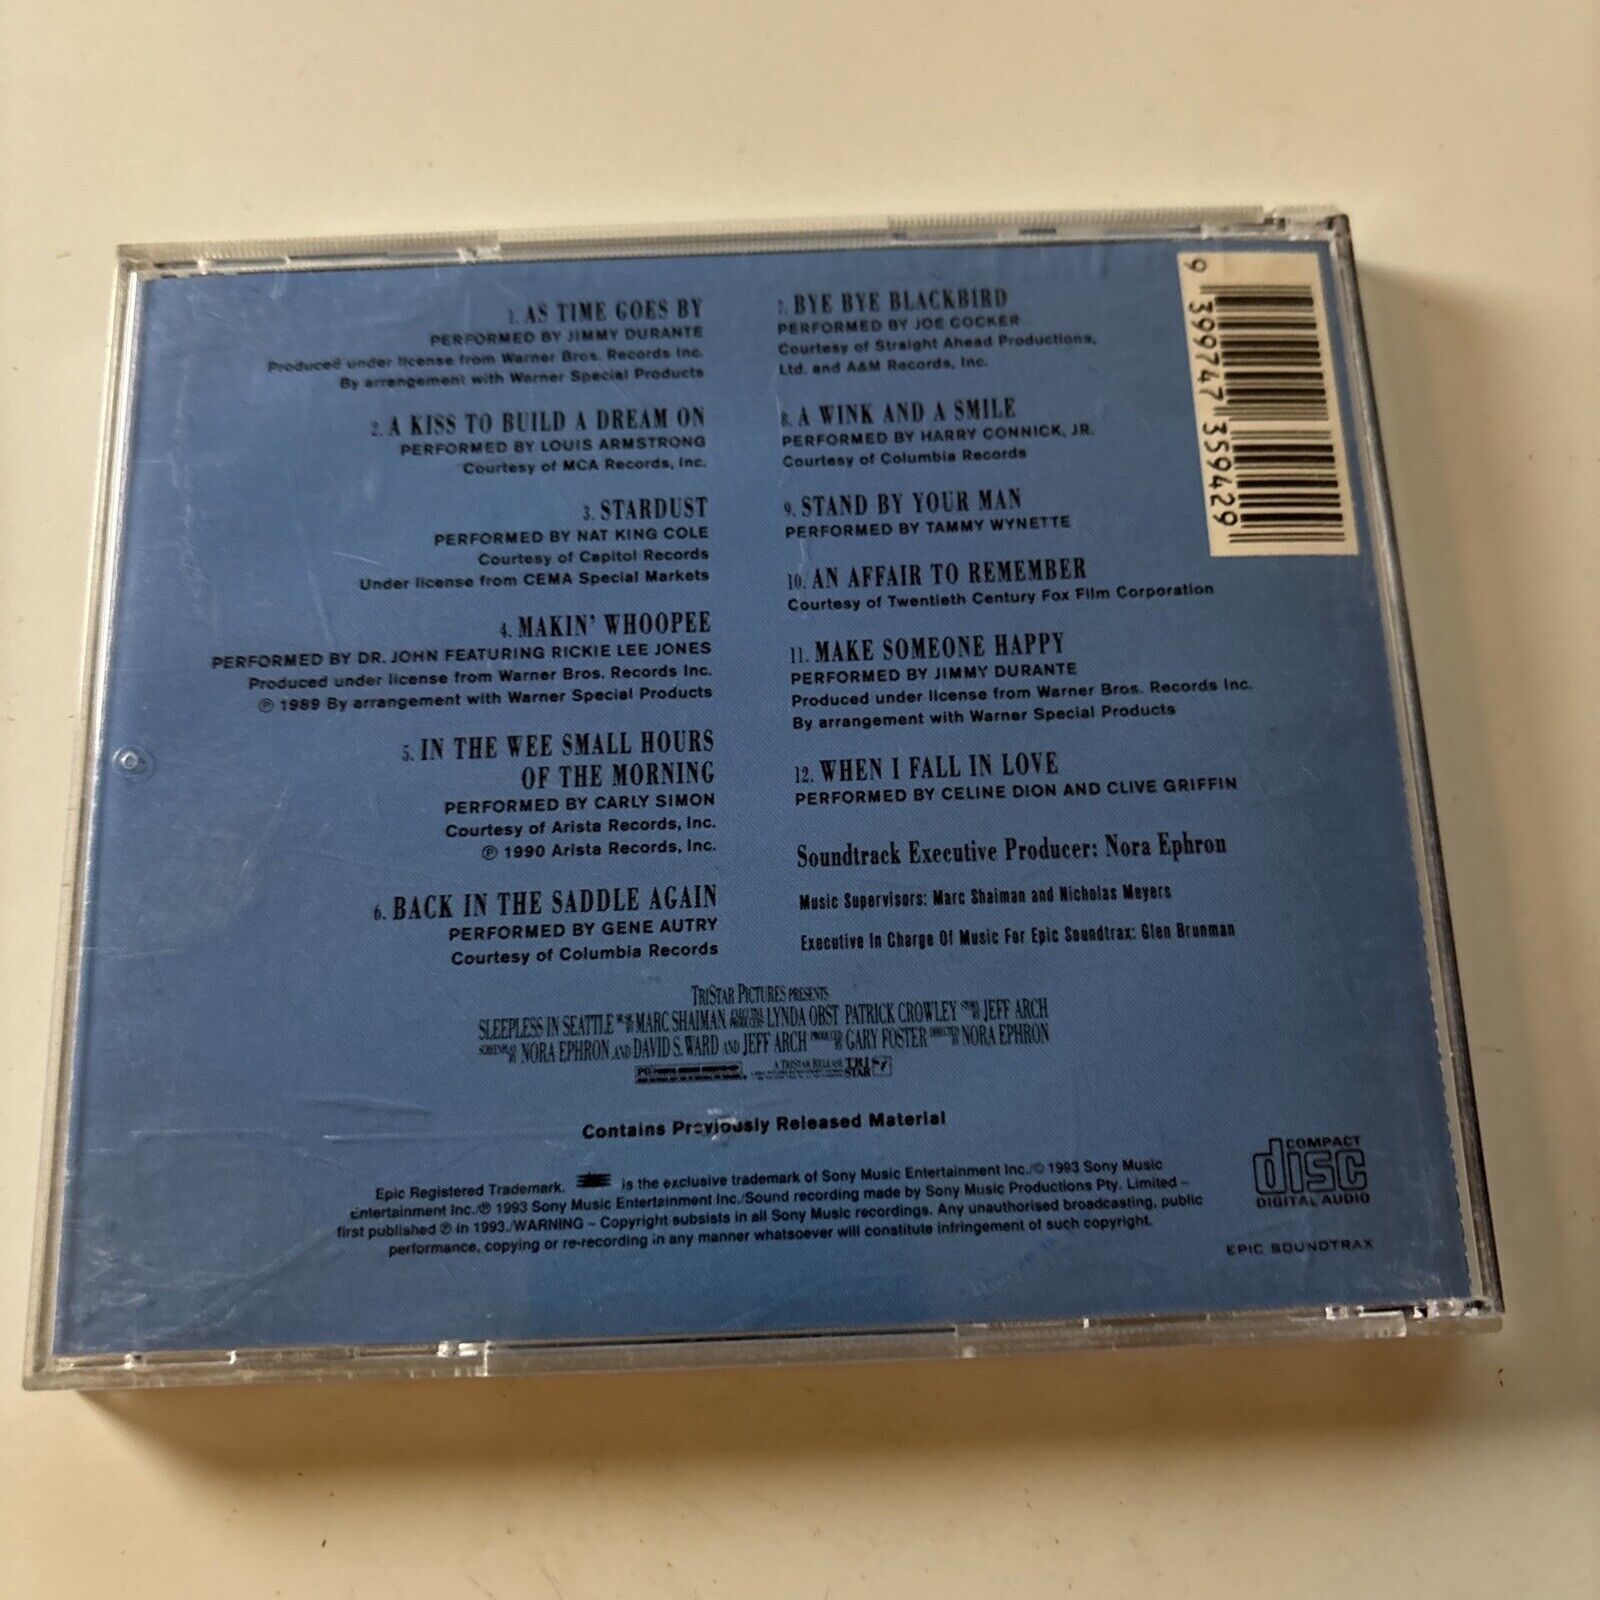 1. AS TIME GOES BY
PERFORMED BY JIMMY DURANTE
Produced under license from Warner Bros. Records Inc.
By arrangement with Warner Special Products
2. A KISS TO BUILD A DREAM ON
PERFORMED BY LOUIS ARMSTRONG
Courtesy of MCA Records, Inc.
3. STARDUST
PERFORMED BY NAT KING COLE
Courtesy of Capitol Records
Under license from CEMA Special Markets
4. MAKIN' WHOOPEE
PERFORMED BY DR. JOHN FEATURING RICKIE LEE JONES
Produced under license from Warner Bros. Records Inc.
℗ 1989 By arrangement with Warner Special Products
5. IN THE WEE SMALL HOURS
OF THE MORNING
PERFORMED BY CARLY SIMON
Courtesy of Arista Records, Inc.
℗ 1990 Arista Records, Inc.
6. BACK IN THE SADDLE AGAIN
PERFORMED BY GENE AUTRY
Courtesy of Columbia Records
7. BYE BYE BLACKBIRD
PERFORMED BY JOE COCKER
Courtesy of Straight Ahead Productions,
Ltd. and A&M Records, Inc.
8. A WINK AND A SMILE
PERFORMED BY HARRY CONNICK, JR.
Courtesy of Columbia Records
9. STAND BY YOUR MAN
PERFORMED BY TAMMY WYNETTE
10. AN AFFAIR TO REMEMBER
Courtesy of Twentieth Century Fox Film Corporation
11. MAKE SOMEONE HAPPY
PERFORMED BY JIMMY DURANTE
Produced under license from Warner Bros. Records Inc.
By arrangement with Warner Special Products
12. WHEN I FALL IN LOVE
PERFORMED BY CELINE DION AND CLIVE GRIFFIN
Soundtrack Executive Producer: Nora Ephron
Music Supervisors: Marc Shaiman and Nicholas Meyers
Executive In Charge Of Music For Epic Soundtrax: Glen Brunman
9 399747 359429
TRISTAR PICTURES PRESENTS
SLEEPLESS IN SEATTLE MARC SHAIMAN LYNDA OBST PATRICK CROWLEY JEFF ARCH
NORA EPHRON AND DAVID S. WARD AND JEFF ARCH GARY FOSTER NORA EPHRON
PG A TRISTAR RELEASE TRI STAR
Contains Previously Released Material
Epic Registered Trademark. epic is the exclusive trademark of Sony Music Entertainment Inc./© 1993 Sony Music
Entertainment Inc./℗ 1993 Sony Music Entertainment Inc./Sound recording made by Sony Music Productions Pty. Limited –
first published ℗ in 1993./WARNING – Copyright subsists in all Sony Music recordings. Any unauthorised broadcasting, public
performance, copying or re-recording in any manner whatsoever will constitute infringement of such copyright.
COMPACT
disc
DIGITAL AUDIO
EPIC SOUNDTRAX